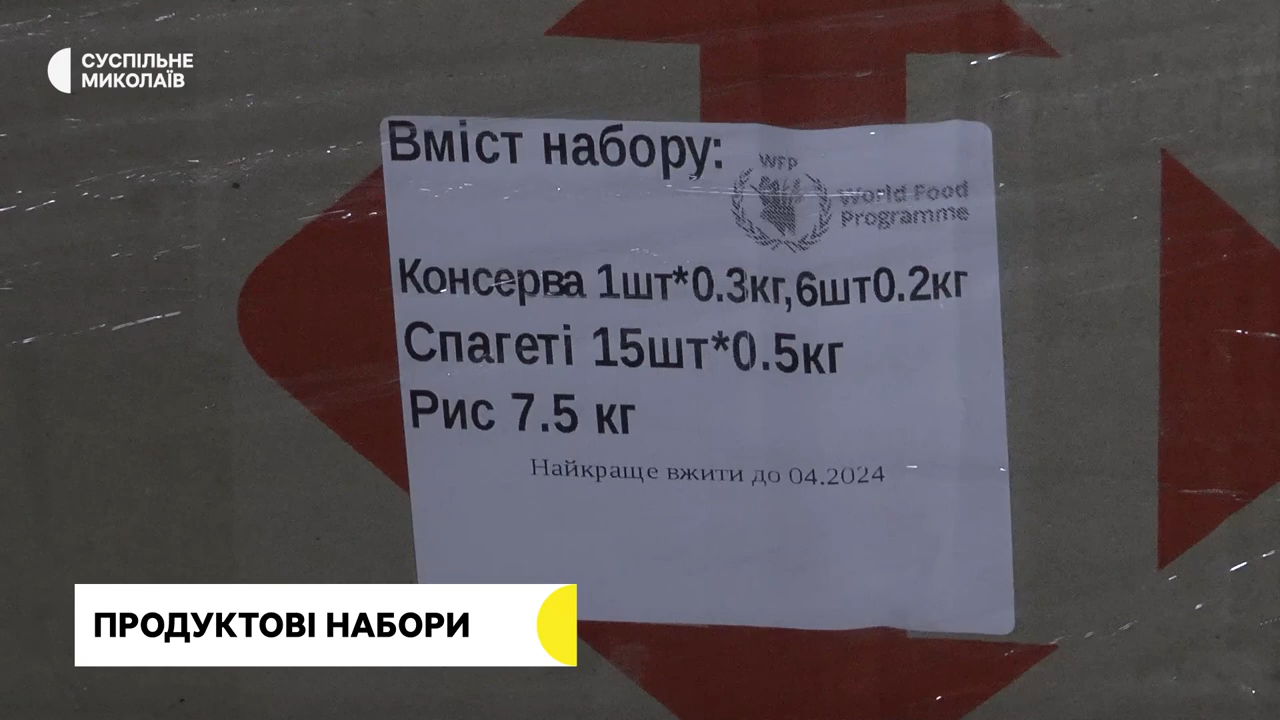 СУСПІЛЬНЕ
МИКОЛАЇВ
Вміст набору:
WFP
World Food
Programme
Консерва 1шт*0.3кг,6шт0.2кг
Спагеті 15шт*0.5кг
Рис 7.5 кг
Найкраще вжити до 04.2024
ПРОДУКТОВІ НАБОРИ